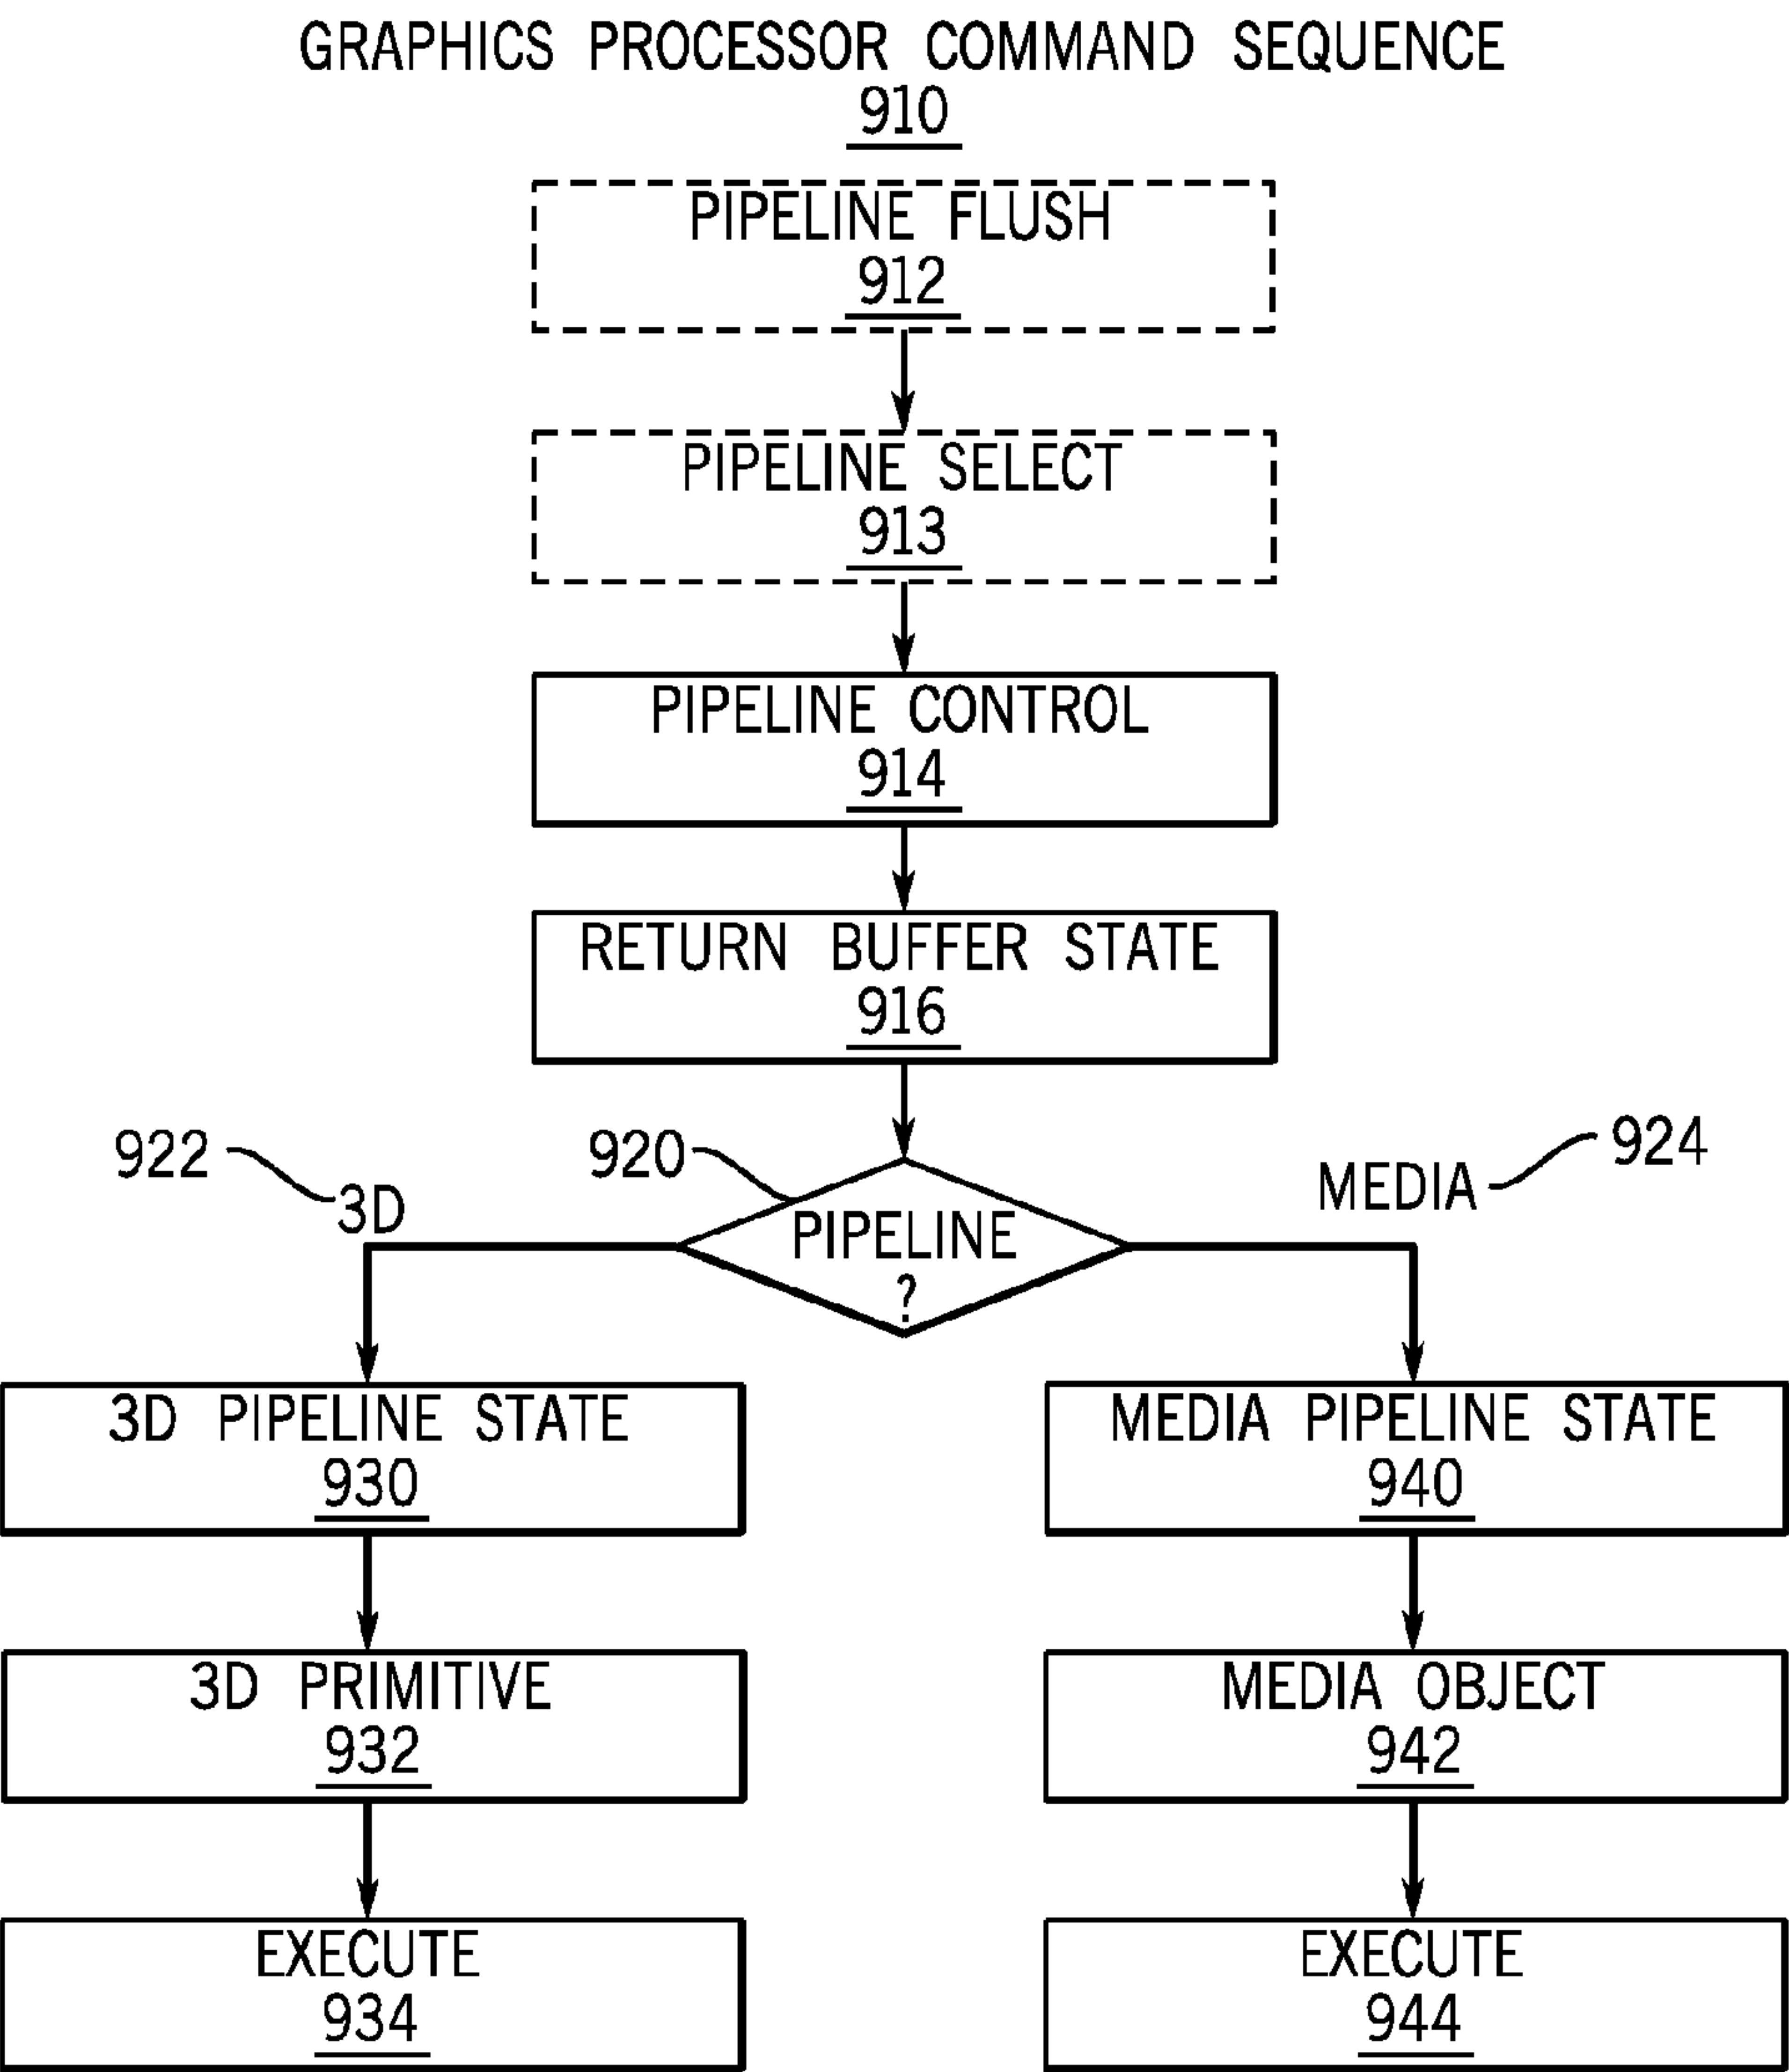 GRAPHICS PROCESSOR COMMAND SEQUENCE
910
PIPELINE FLUSH
912
PIPELINE SELECT
913
PIPELINE CONTROL
914
RETURN BUFFER STATE
916
922
3D
920
PIPELINE
?
MEDIA
924
3D PIPELINE STATE
930
3D PRIMITIVE
932
EXECUTE
934
MEDIA PIPELINE STATE
940
MEDIA OBJECT
942
EXECUTE
944